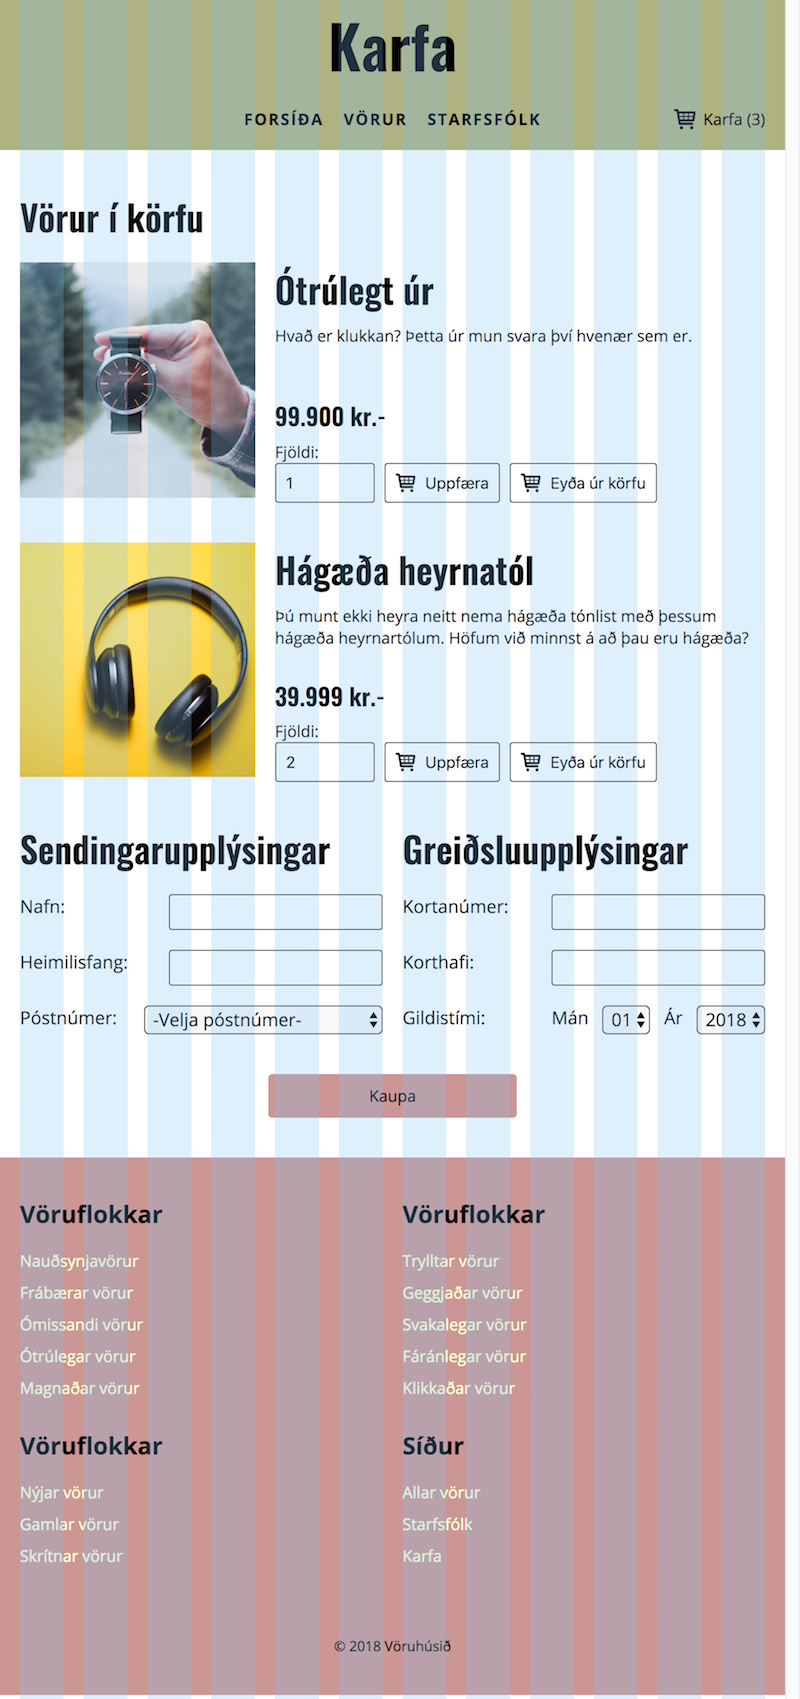 Karfa
FORSÍÐA VÖRUR STARFSFÓLK Karfa (3)
Vörur í körfu
Ótrúlegt úr
Hvað er klukkan? Þetta úr mun svara því hvenær sem er.
99.900 kr.-
Fjöldi:
1 Uppfæra Eyða úr körfu
Hágæða heyrnatól
Þú munt ekki heyra neitt nema hágæða tónlist með þessum
hágæða heyrnartólum. Höfum við minnst á að þau eru hágæða?
39.999 kr.-
Fjöldi:
2 Uppfæra Eyða úr körfu
Sendingarupplýsingar
Nafn:
Heimilisfang:
Póstnúmer: -Velja póstnúmer-
Greiðsluupplýsingar
Kortanúmer:
Korthafi:
Gildistími: Mán 01 Ár 2018
Kaupa
Vöruflokkar
Nauðsynjavörur
Frábærar vörur
Ómissandi vörur
Ótrúlegar vörur
Magnaðar vörur
Vöruflokkar
Trylltar vörur
Geggjaðar vörur
Svakalegar vörur
Fáránlegar vörur
Klikkaðar vörur
Vöruflokkar
Nýjar vörur
Gamlar vörur
Skrítnar vörur
Síður
Allar vörur
Starfsfólk
Karfa
© 2018 Vöruhúsið